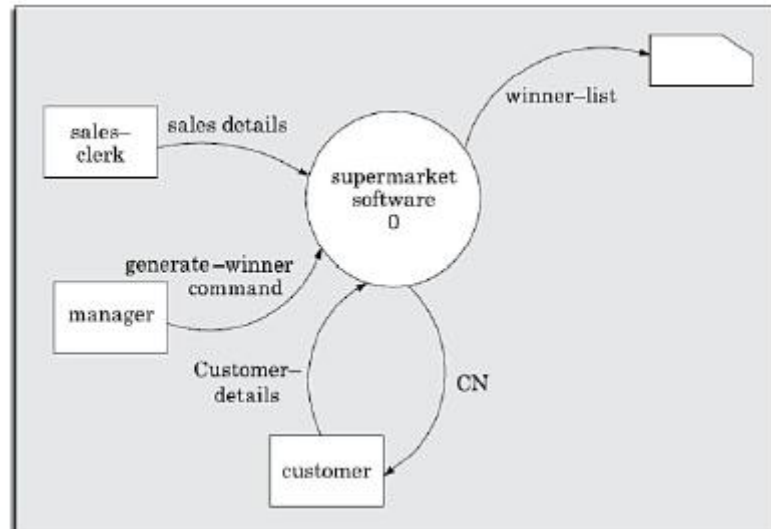 winner–list
sales–
clerk
sales details
supermarket
software
0
generate–winner
command
manager
Customer–
details
CN
customer